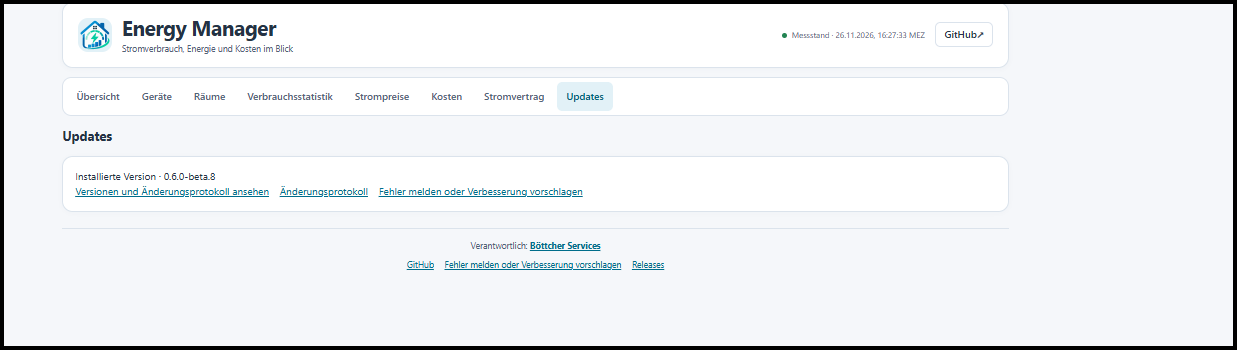 Energy Manager
Stromverbrauch, Energie und Kosten im Blick
Messstand · 26.11.2026, 16:27:33 MEZ
GitHub↗
Übersicht Geräte Räume Verbrauchsstatistik Strompreise Kosten Stromvertrag Updates
Updates
Installierte Version · 0.6.0-beta.8
Versionen und Änderungsprotokoll ansehen Änderungsprotokoll Fehler melden oder Verbesserung vorschlagen
Verantwortlich: Böttcher Services
GitHub Fehler melden oder Verbesserung vorschlagen Releases